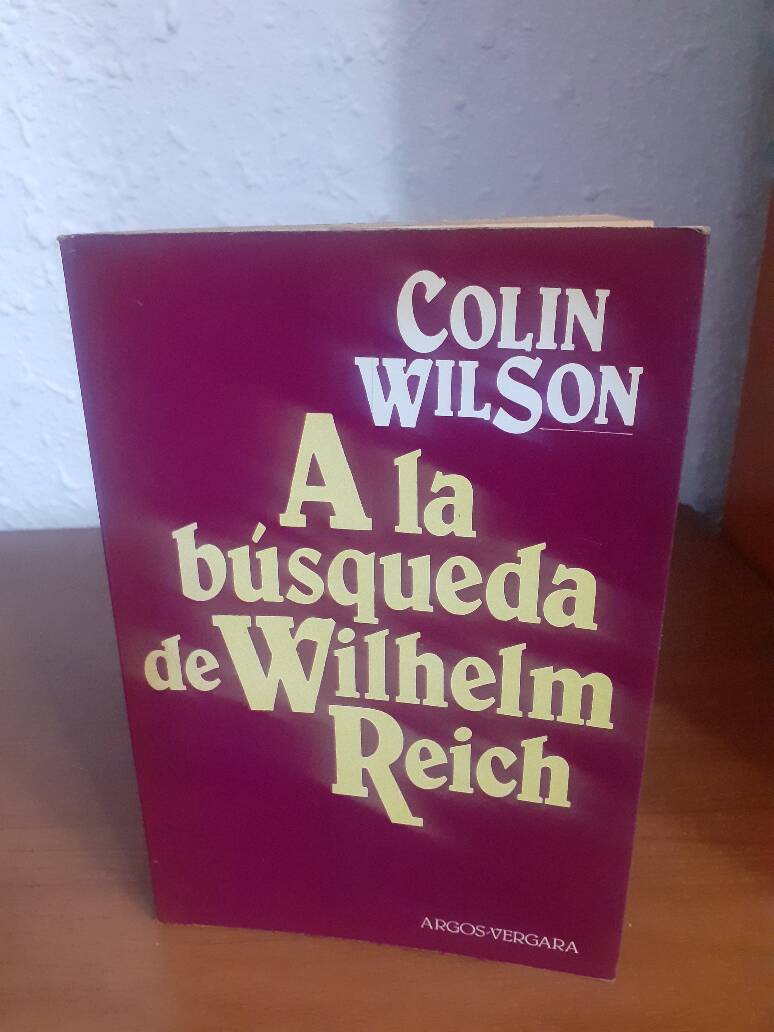 COLIN
WILSON
A la
búsqueda
de Wilhelm
Reich
ARGOS-VERGARA